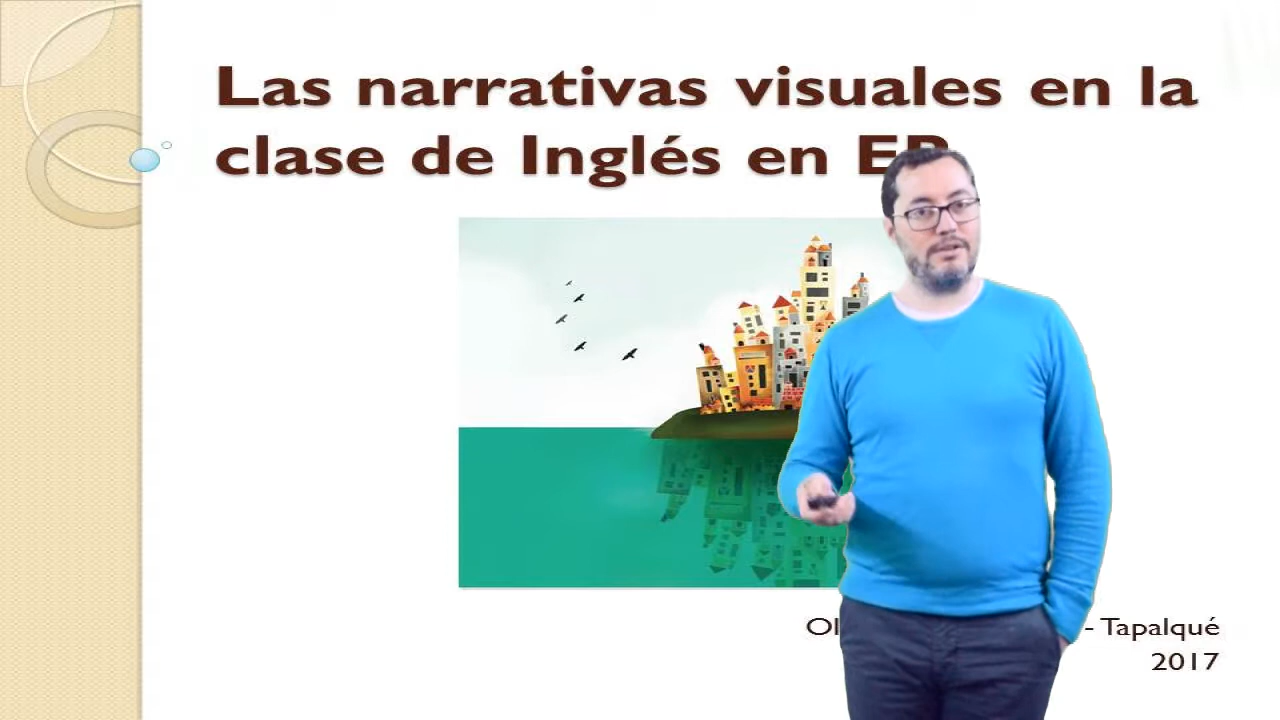 Las narrativas visuales en la
clase de Inglés en EP
- Tapalqué
2017